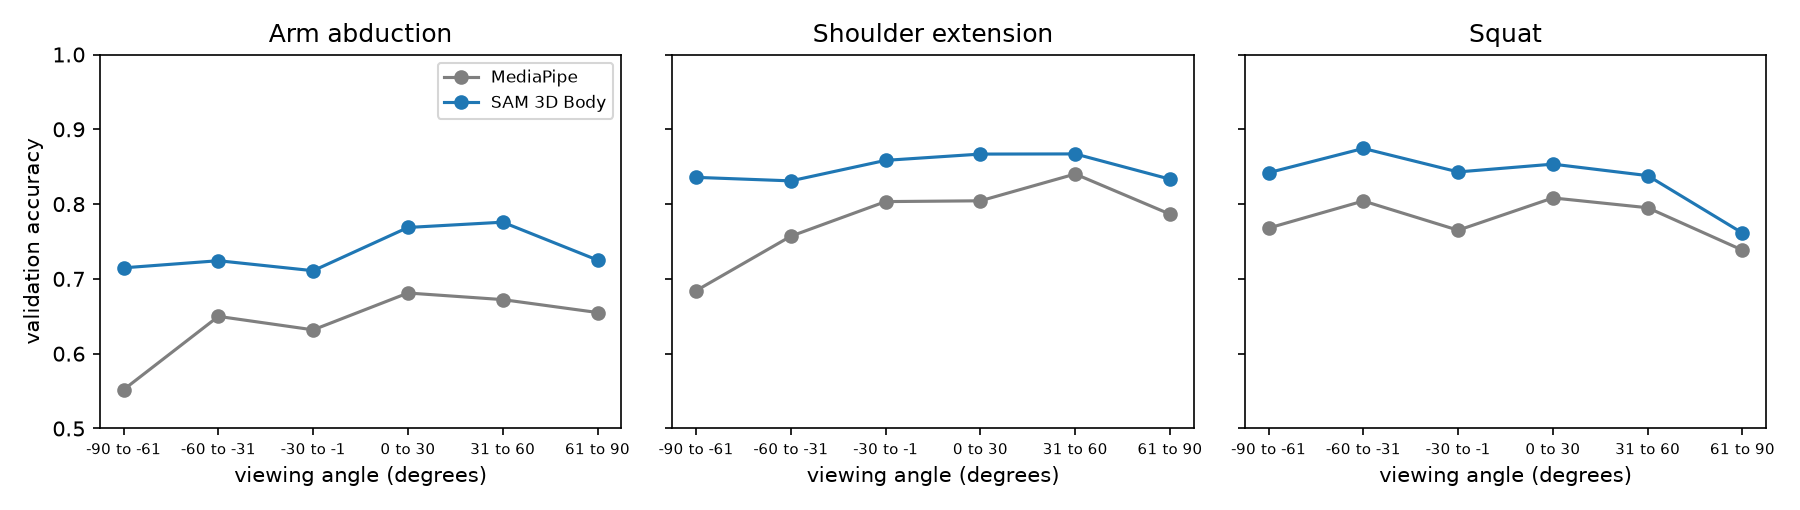 Arm abduction
Shoulder extension
Squat
1.0
0.9
0.8
0.7
0.6
0.5
validation accuracy
MediaPipe
SAM 3D Body
-90 to -61 -60 to -31 -30 to -1 0 to 30 31 to 60 61 to 90
viewing angle (degrees)
-90 to -61 -60 to -31 -30 to -1 0 to 30 31 to 60 61 to 90
viewing angle (degrees)
-90 to -61 -60 to -31 -30 to -1 0 to 30 31 to 60 61 to 90
viewing angle (degrees)